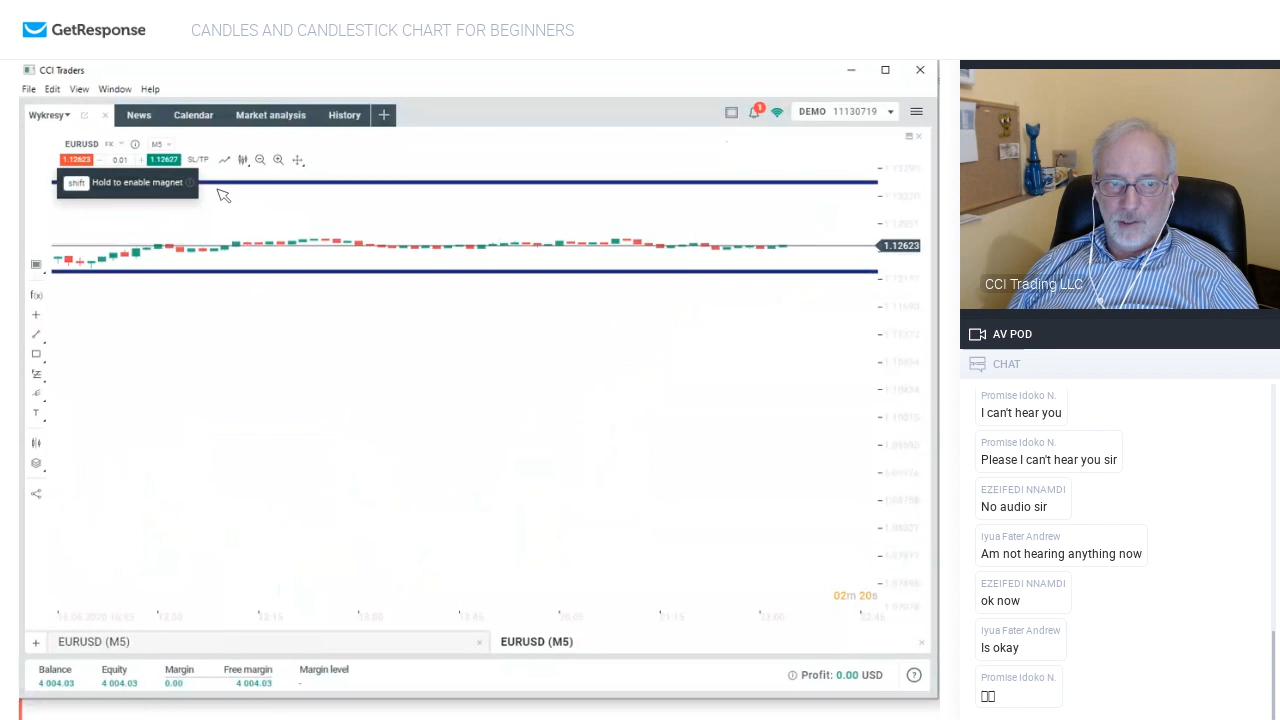 GetResponse
CANDLES AND CANDLESTICK CHART FOR BEGINNERS
CCI Traders
File Edit View Window Help
Wykresy News Calendar Market analysis History
1
DEMO 11130719
EURUSD FX M5
1.12623 0.01 1.12627 SL/TP
shift Hold to enable magnet
1.12623
f(x)
T
02m 20s
EURUSD (M5)
EURUSD (M5)
Balance Equity Margin Free margin Margin level
4 004.03 4 004.03 0.00 4 004.03 -
Profit: 0.00 USD
CCI Trading LLC
AV POD
CHAT
Promise Idoko N.
I can't hear you
Promise Idoko N.
Please I can't hear you sir
EZEIFEDI NNAMDI
No audio sir
Iyua Fater Andrew
Am not hearing anything now
EZEIFEDI NNAMDI
ok now
Iyua Fater Andrew
Is okay
Promise Idoko N.